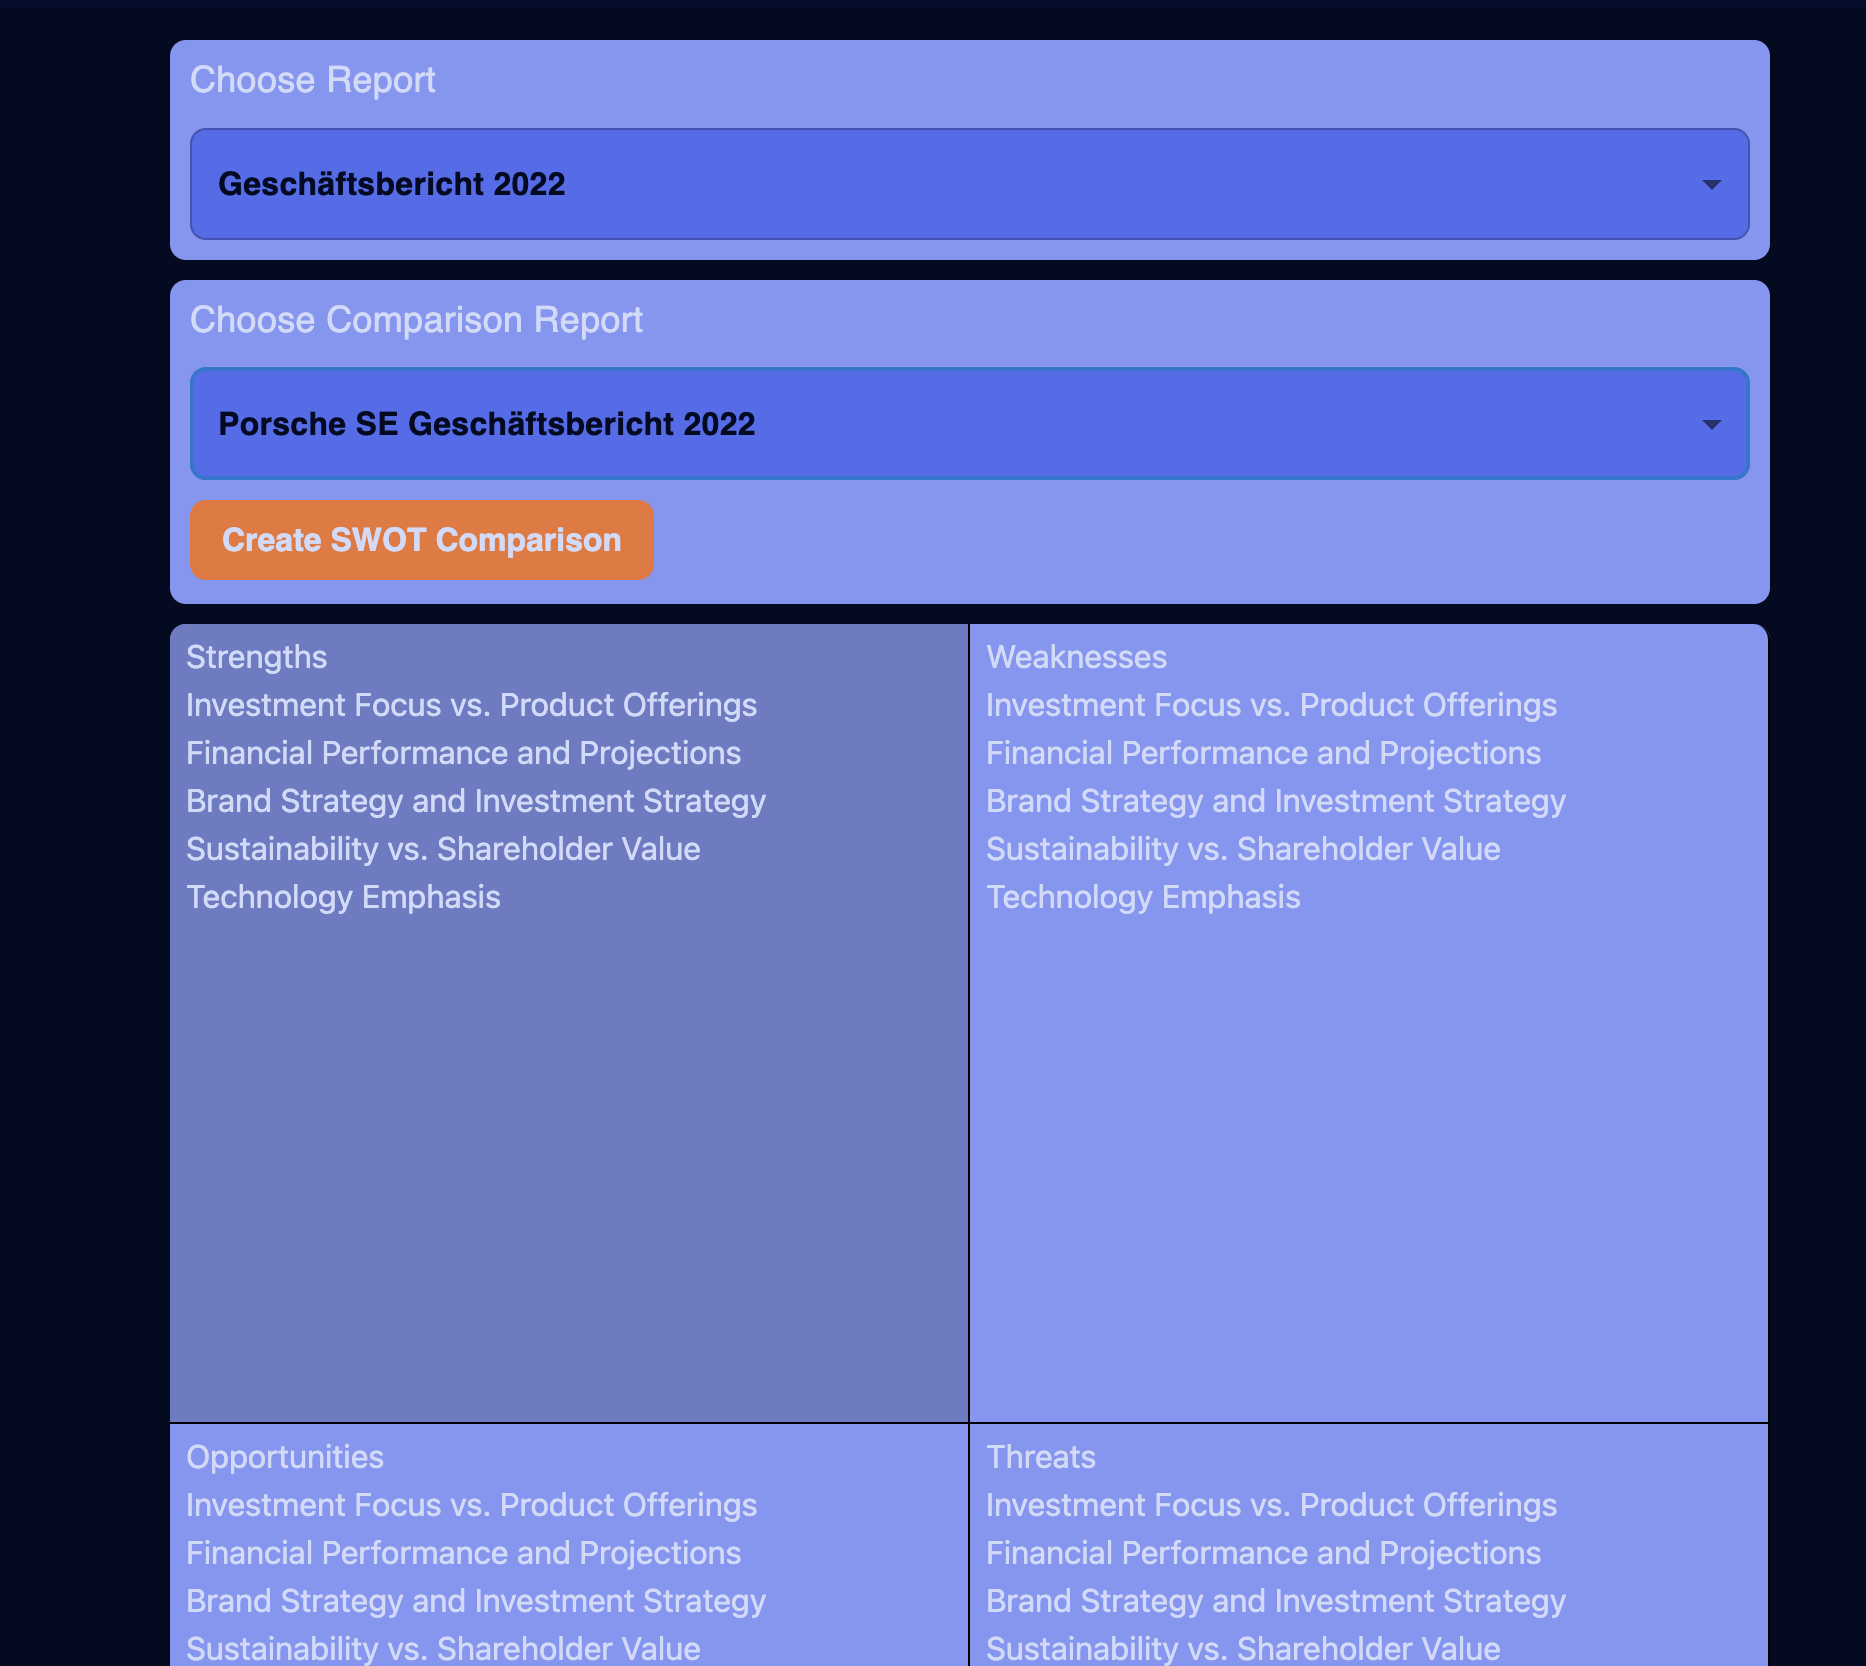 Choose Report
Geschäftsbericht 2022
Choose Comparison Report
Porsche SE Geschäftsbericht 2022
Create SWOT Comparison
Strengths
Investment Focus vs. Product Offerings
Financial Performance and Projections
Brand Strategy and Investment Strategy
Sustainability vs. Shareholder Value
Technology Emphasis
Weaknesses
Investment Focus vs. Product Offerings
Financial Performance and Projections
Brand Strategy and Investment Strategy
Sustainability vs. Shareholder Value
Technology Emphasis
Opportunities
Investment Focus vs. Product Offerings
Financial Performance and Projections
Brand Strategy and Investment Strategy
Sustainability vs. Shareholder Value
Threats
Investment Focus vs. Product Offerings
Financial Performance and Projections
Brand Strategy and Investment Strategy
Sustainability vs. Shareholder Value